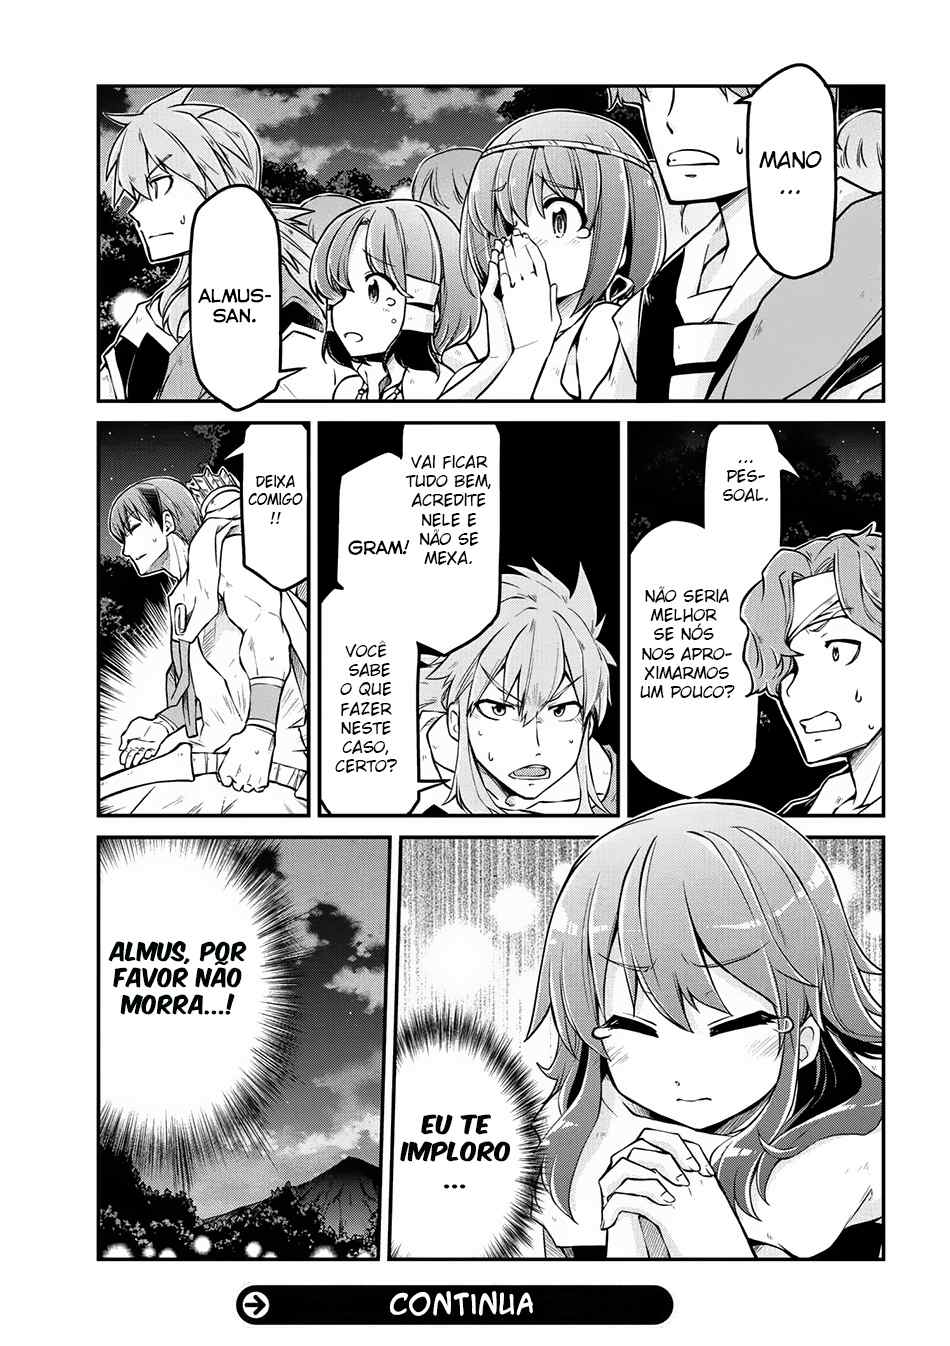 MANO
...
ALMUS-
SAN.
...
PES-
SOAL.
NÃO SERIA
MELHOR
SE NÓS
NOS APRO-
XIMARMOS
UM POUCO?
VAI FICAR
TUDO BEM,
ACREDITE
NELE E
NÃO SE
MEXA.
GRAM!
VOCÊ
SABE
O QUE
FAZER
NESTE
CASO,
CERTO?
DEIXA
COMIGO
!!
EU TE
IMPLORO
...
ALMUS, POR
FAVOR NÃO
MORRA...!
CONTINUA